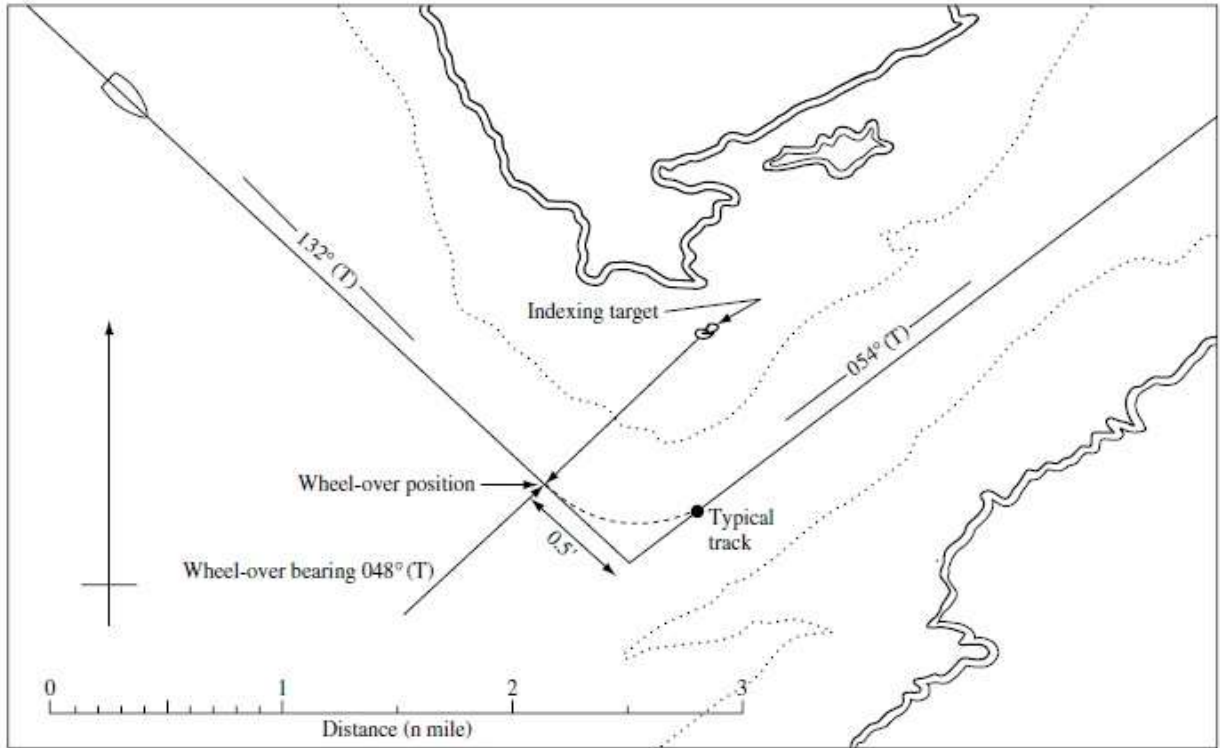 132° (T)
Indexing target
054° (T)
Wheel-over position
Typical
track
0.5'
Wheel-over bearing 048° (T)
0 1 2 3
Distance (n mile)